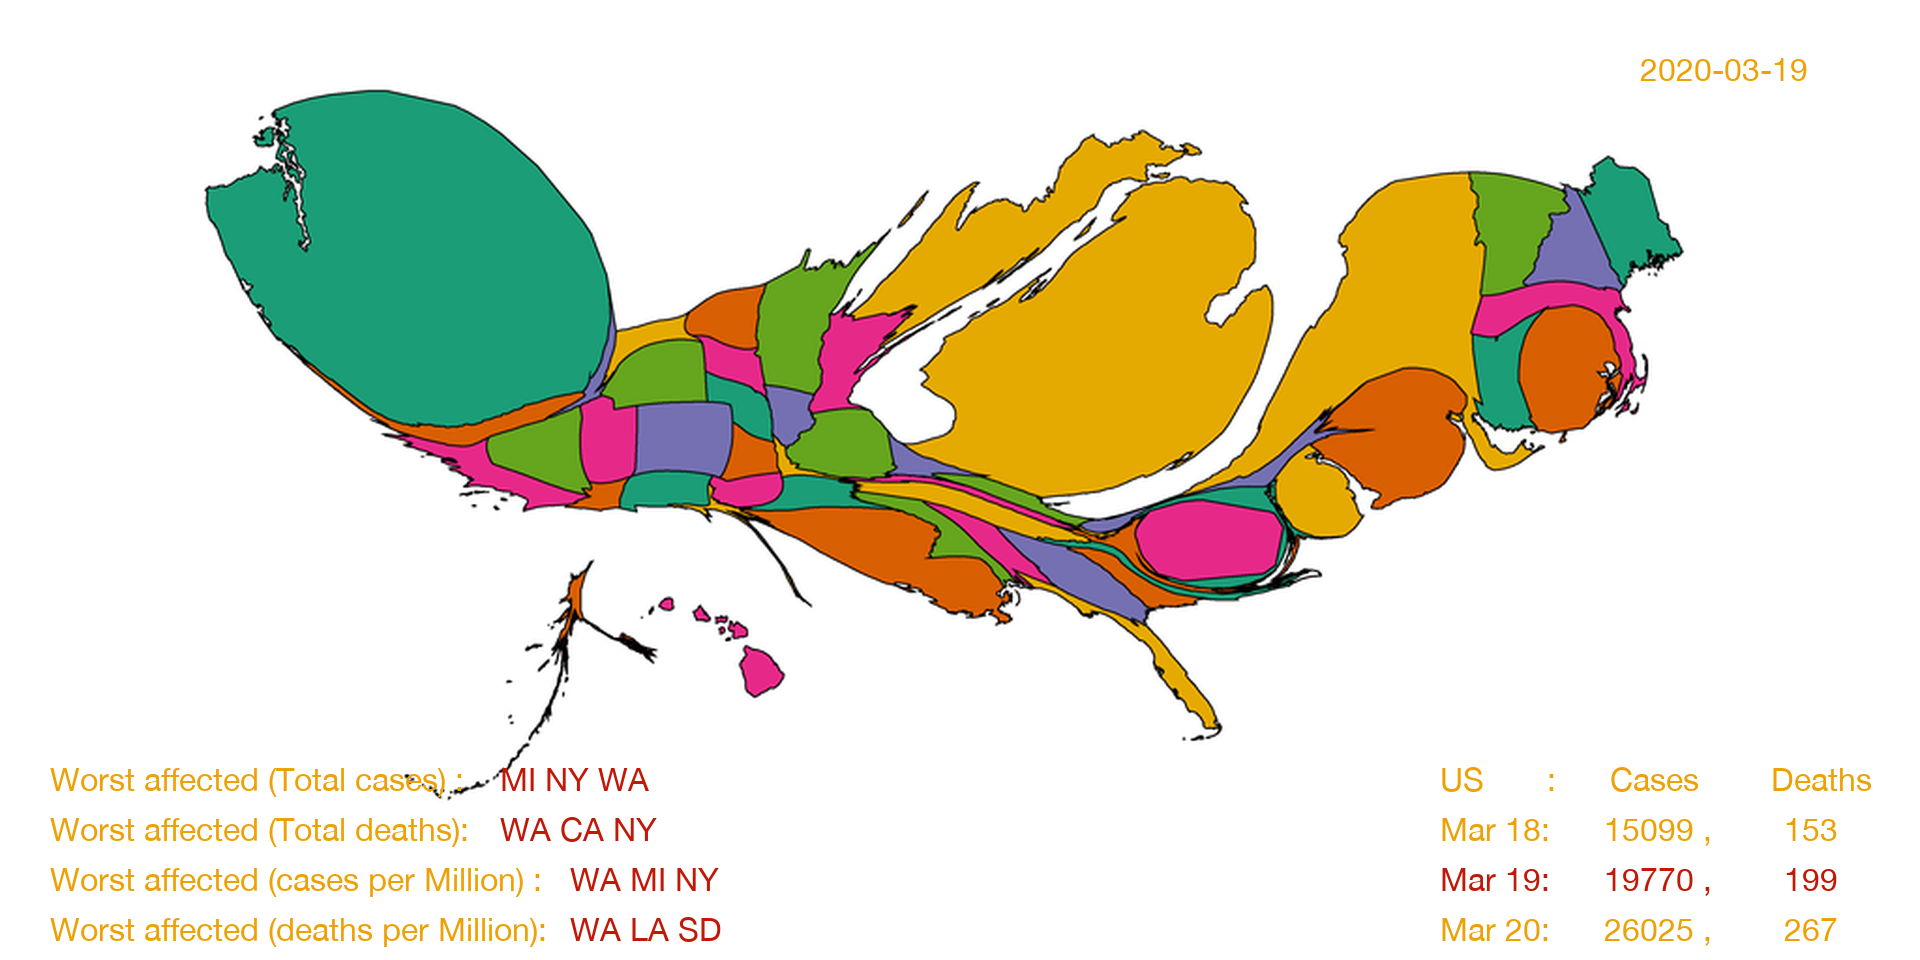 2020-03-19
Worst affected (Total cases) : MI NY WA
Worst affected (Total deaths): WA CA NY
Worst affected (cases per Million) : WA MI NY
Worst affected (deaths per Million): WA LA SD
US : Cases Deaths
Mar 18: 15099 , 153
Mar 19: 19770 , 199
Mar 20: 26025 , 267